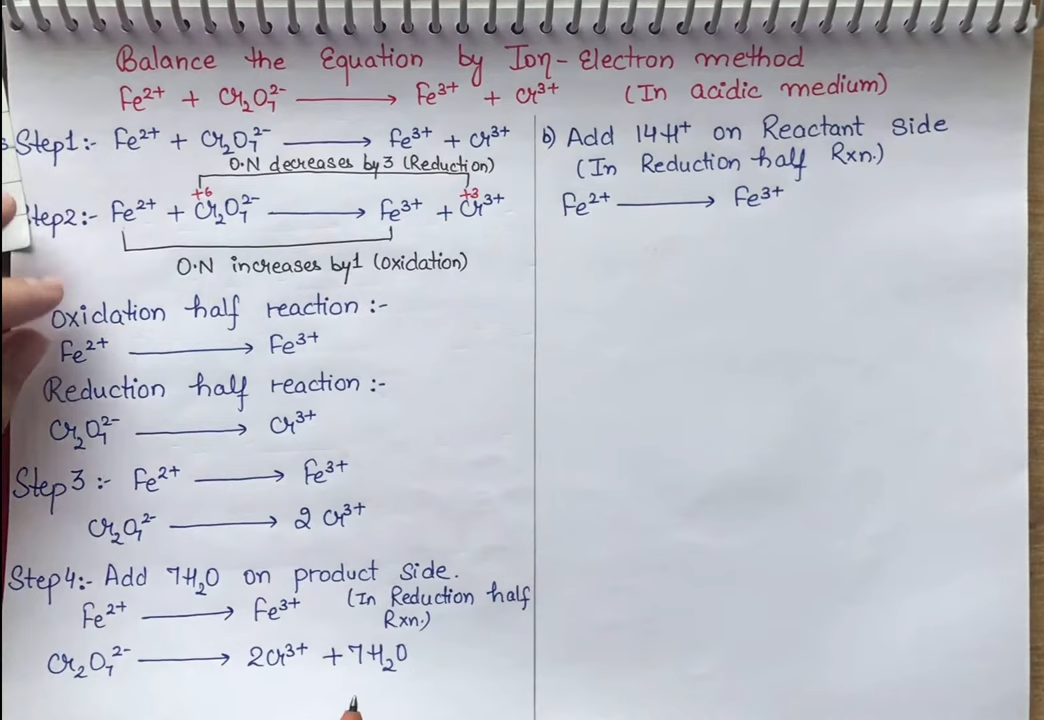 Balance the Equation by Ion-Electron method
Fe²⁺ + Cr₂O₇²⁻ ⟶ Fe³⁺ + Cr³⁺ (In acidic medium)
Step1:- Fe²⁺ + Cr₂O₇²⁻ ⟶ Fe³⁺ + Cr³⁺
O.N decreases by 3 (Reduction)
+6 +3
Step2:- Fe²⁺ + Cr₂O₇²⁻ ⟶ Fe³⁺ + Cr³⁺
O.N increases by 1 (oxidation)
Oxidation half reaction :-
Fe²⁺ ⟶ Fe³⁺
Reduction half reaction :-
Cr₂O₇²⁻ ⟶ Cr³⁺
Step3 :- Fe²⁺ ⟶ Fe³⁺
Cr₂O₇²⁻ ⟶ 2 Cr³⁺
Step4:- Add 7H₂O on product side.
(In Reduction half
Fe²⁺ ⟶ Fe³⁺
Rxn.)
Cr₂O₇²⁻ ⟶ 2Cr³⁺ + 7H₂O
b) Add 14H⁺ on Reactant side
(In Reduction half Rxn.)
Fe²⁺ ⟶ Fe³⁺